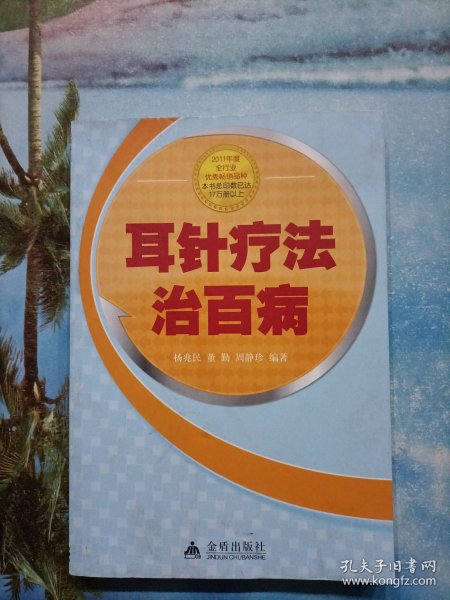 2011年度
全行业
优秀畅销品种
本书总印数已达
17万册以上
耳针疗法
治百病
杨兆民 董勤 周静珍 编著
金盾出版社
JINDUN CHUBANSHE
孔夫子旧书网
www.kongfz.com